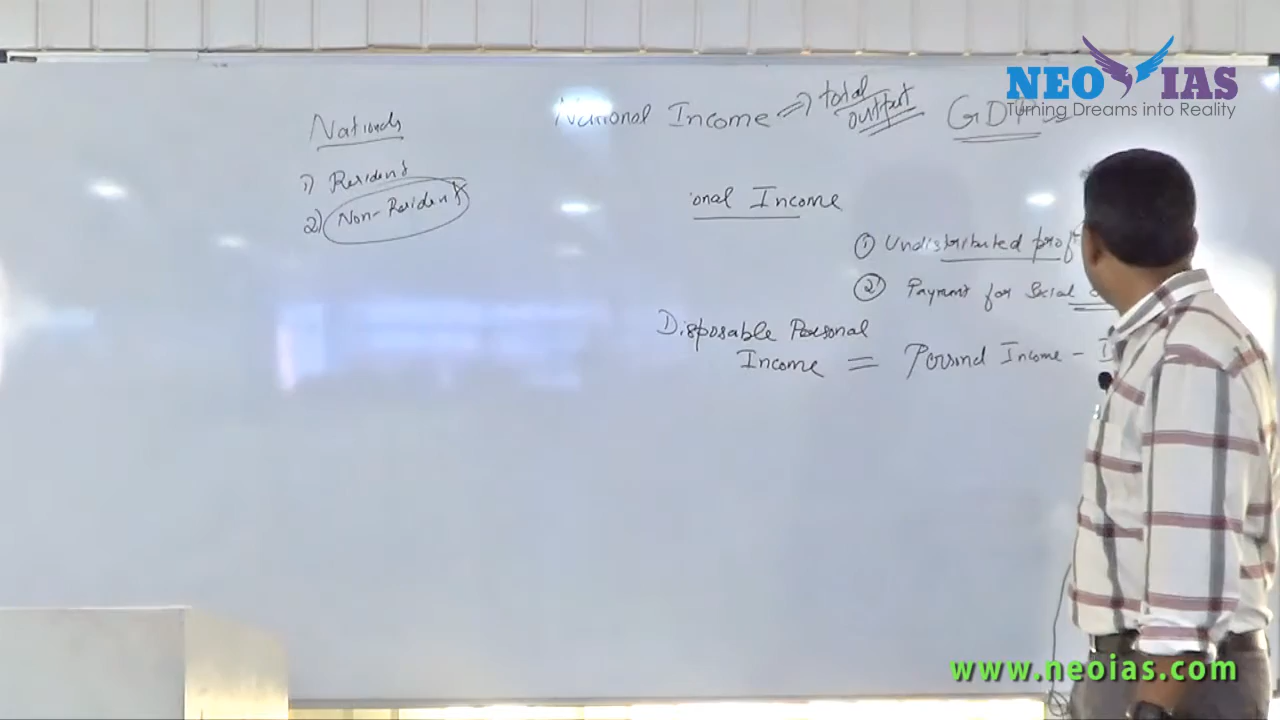 NEO IAS
Turning Dreams into Reality
National Income => total output GDP
Nationals
1) Resident
2) Non-Resident
onal Income
① Undistributed prof
② Payment for Social
Disposable Personal
Income = Personal Income - I
www.neoias.com